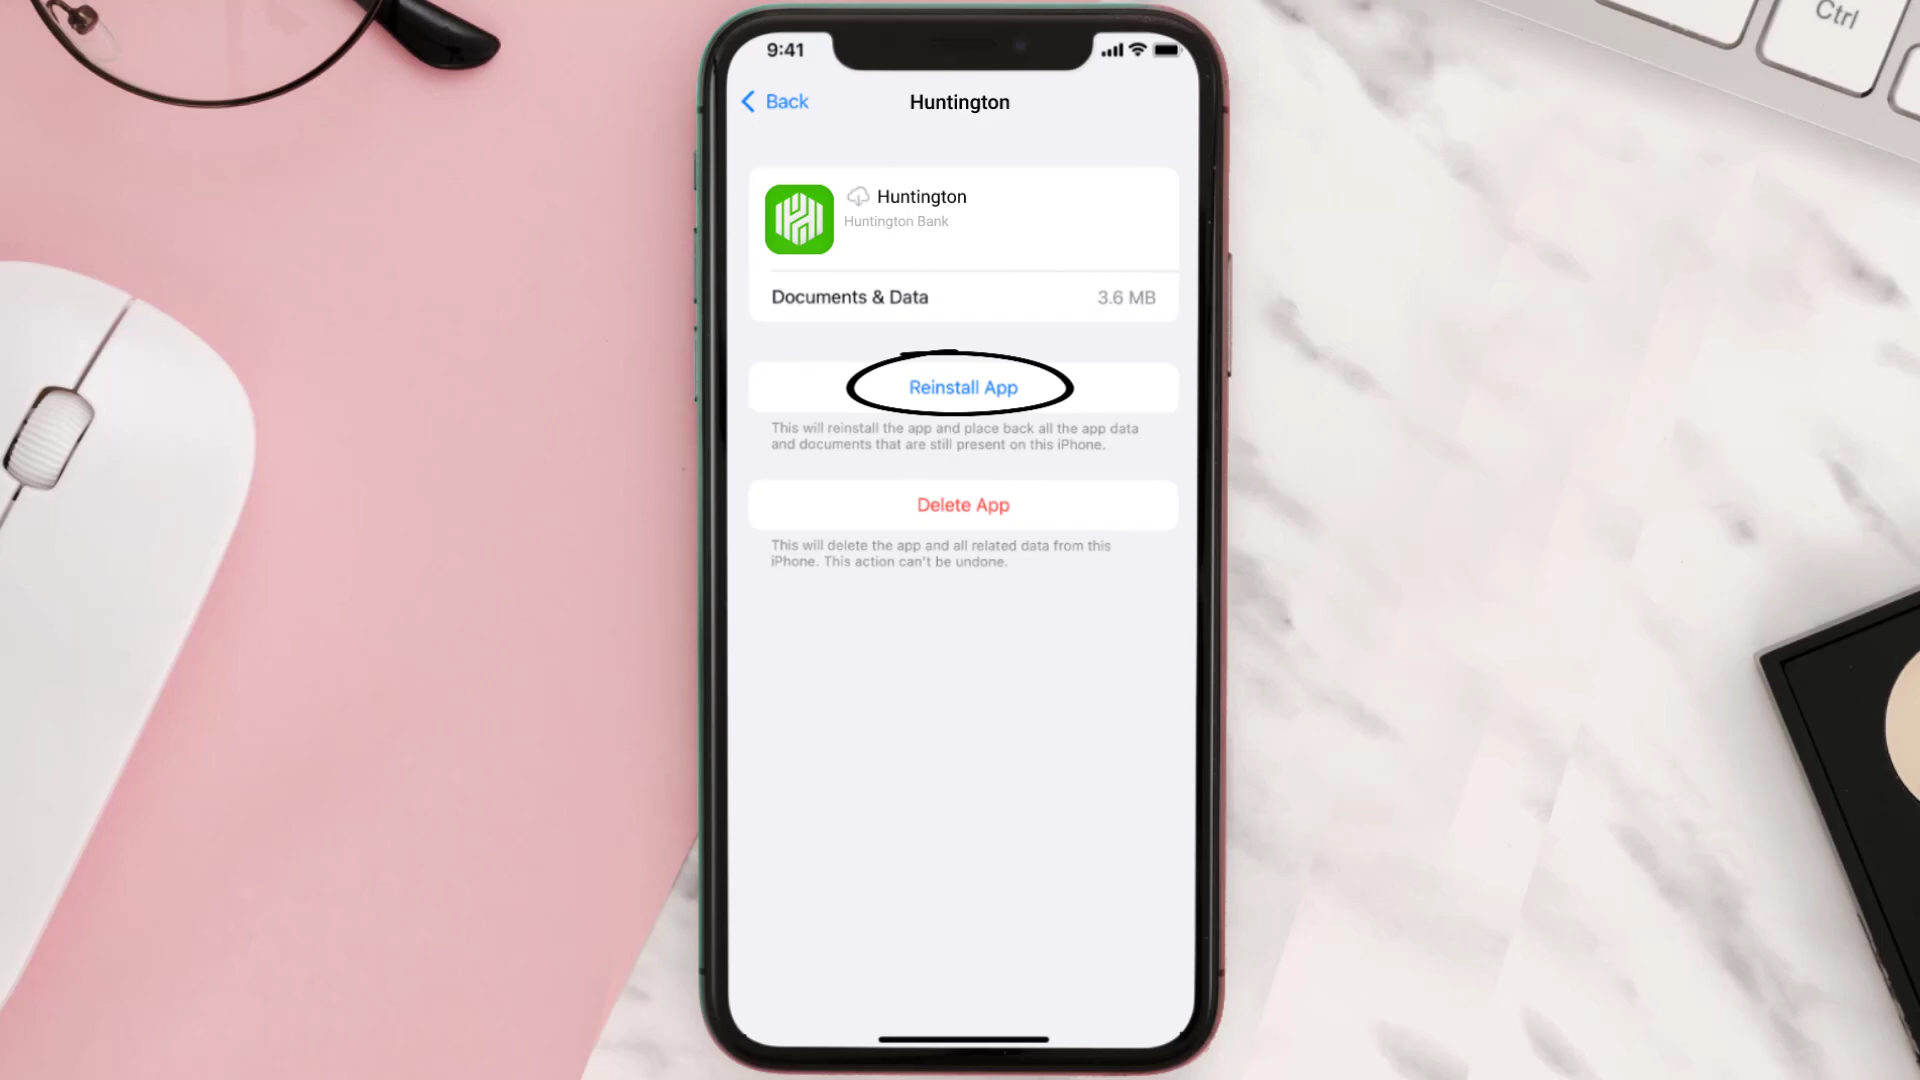 Ctrl
9:41
Back
Huntington
Huntington
Huntington Bank
Documents & Data 3.6 MB
Reinstall App
This will reinstall the app and place back all the app data
and documents that are still present on this iPhone.
Delete App
This will delete the app and all related data from this
iPhone. This action can't be undone.